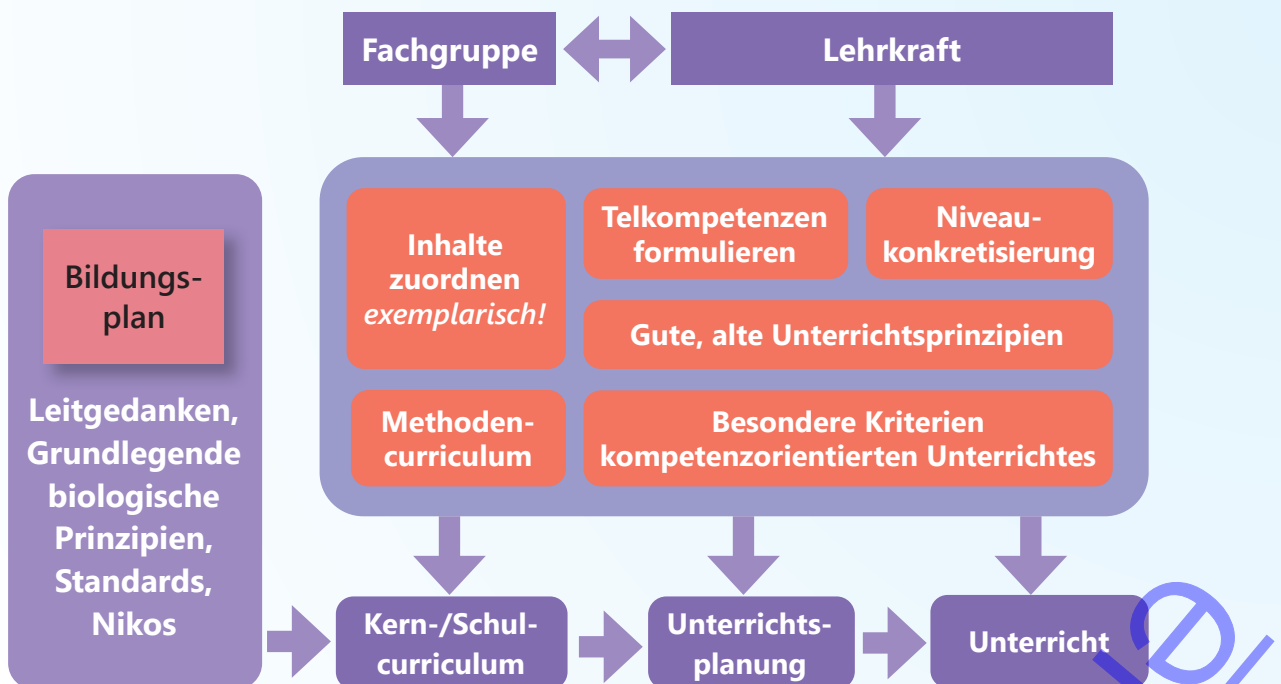 Fachgruppe
Lehrkraft
Bildungs-
plan
Leitgedanken,
Grundlegende
biologische
Prinzipien,
Standards,
Nikos
Inhalte
zuordnen
exemplarisch!
Telkompetenzen
formulieren
Niveau-
konkretisierung
Gute, alte Unterrichtsprinzipien
Methoden-
curriculum
Besondere Kriterien
kompetenzorientierten Unterrichtes
Kern-/Schul-
curriculum
Unterrichts-
planung
Unterricht